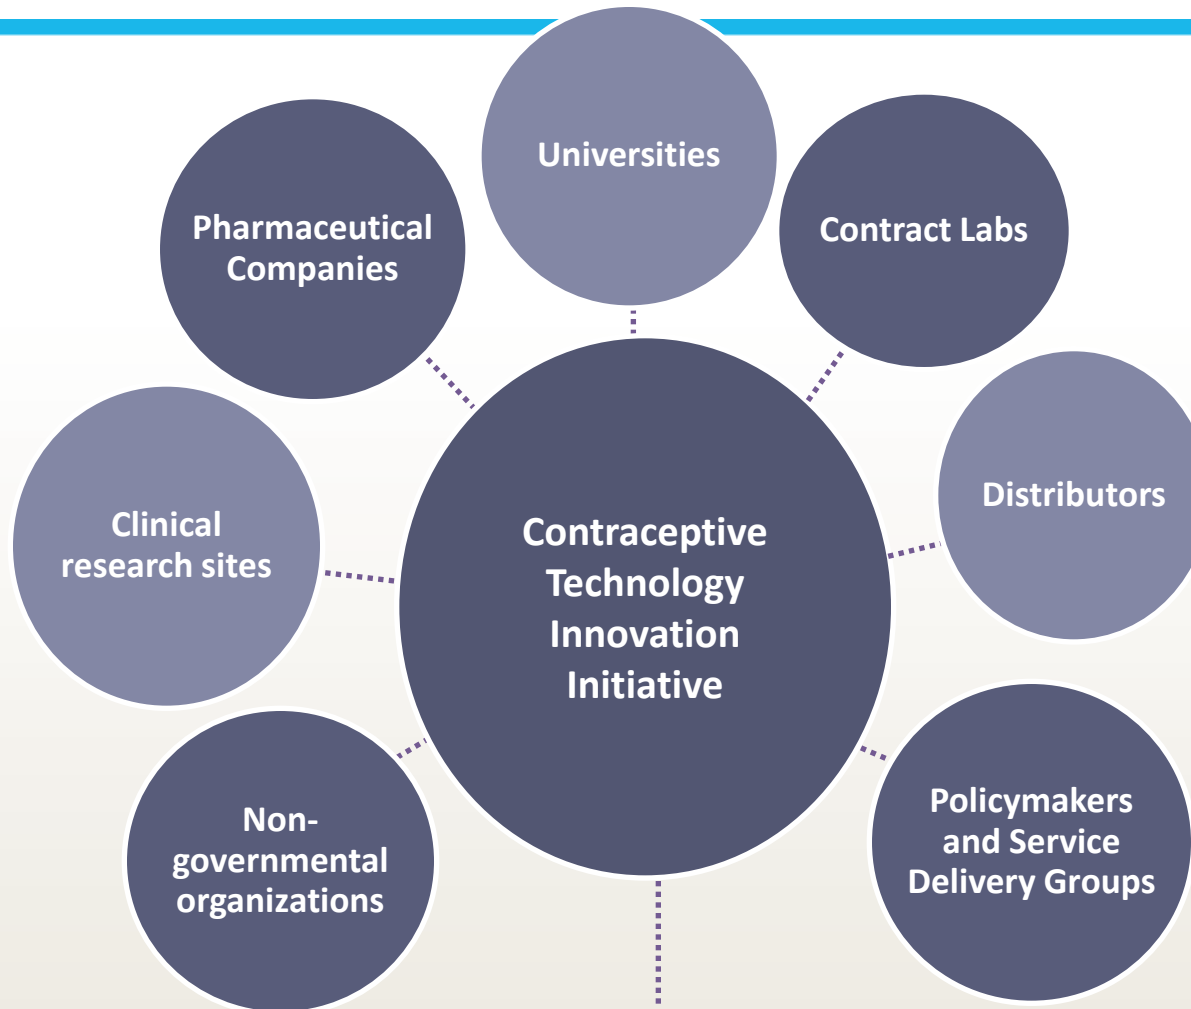 Universities
Pharmaceutical
Companies
Contract Labs
Clinical
research sites
Distributors
Contraceptive
Technology
Innovation
Initiative
Non-
governmental
organizations
Policymakers
and Service
Delivery Groups